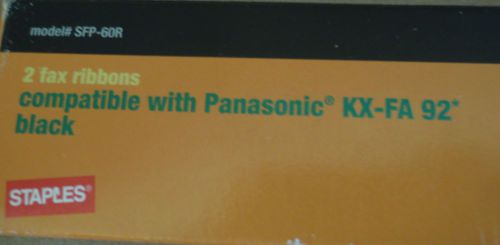 model# SFP-60R
2 fax ribbons
compatible with Panasonic® KX-FA 92*
black
STAPLES®